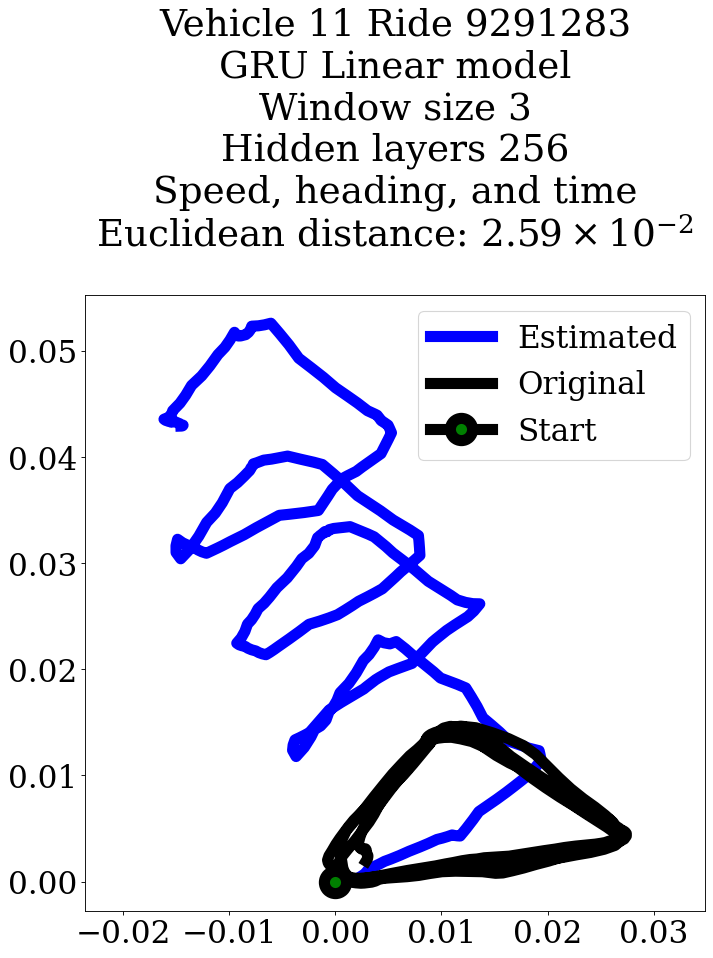 Vehicle 11 Ride 9291283
GRU Linear model
Window size 3
Hidden layers 256
Speed, heading, and time
Euclidean distance: 2.59 × 10⁻²
Estimated
Original
Start
0.05
0.04
0.03
0.02
0.01
0.00
−0.02 −0.01 0.00 0.01 0.02 0.03